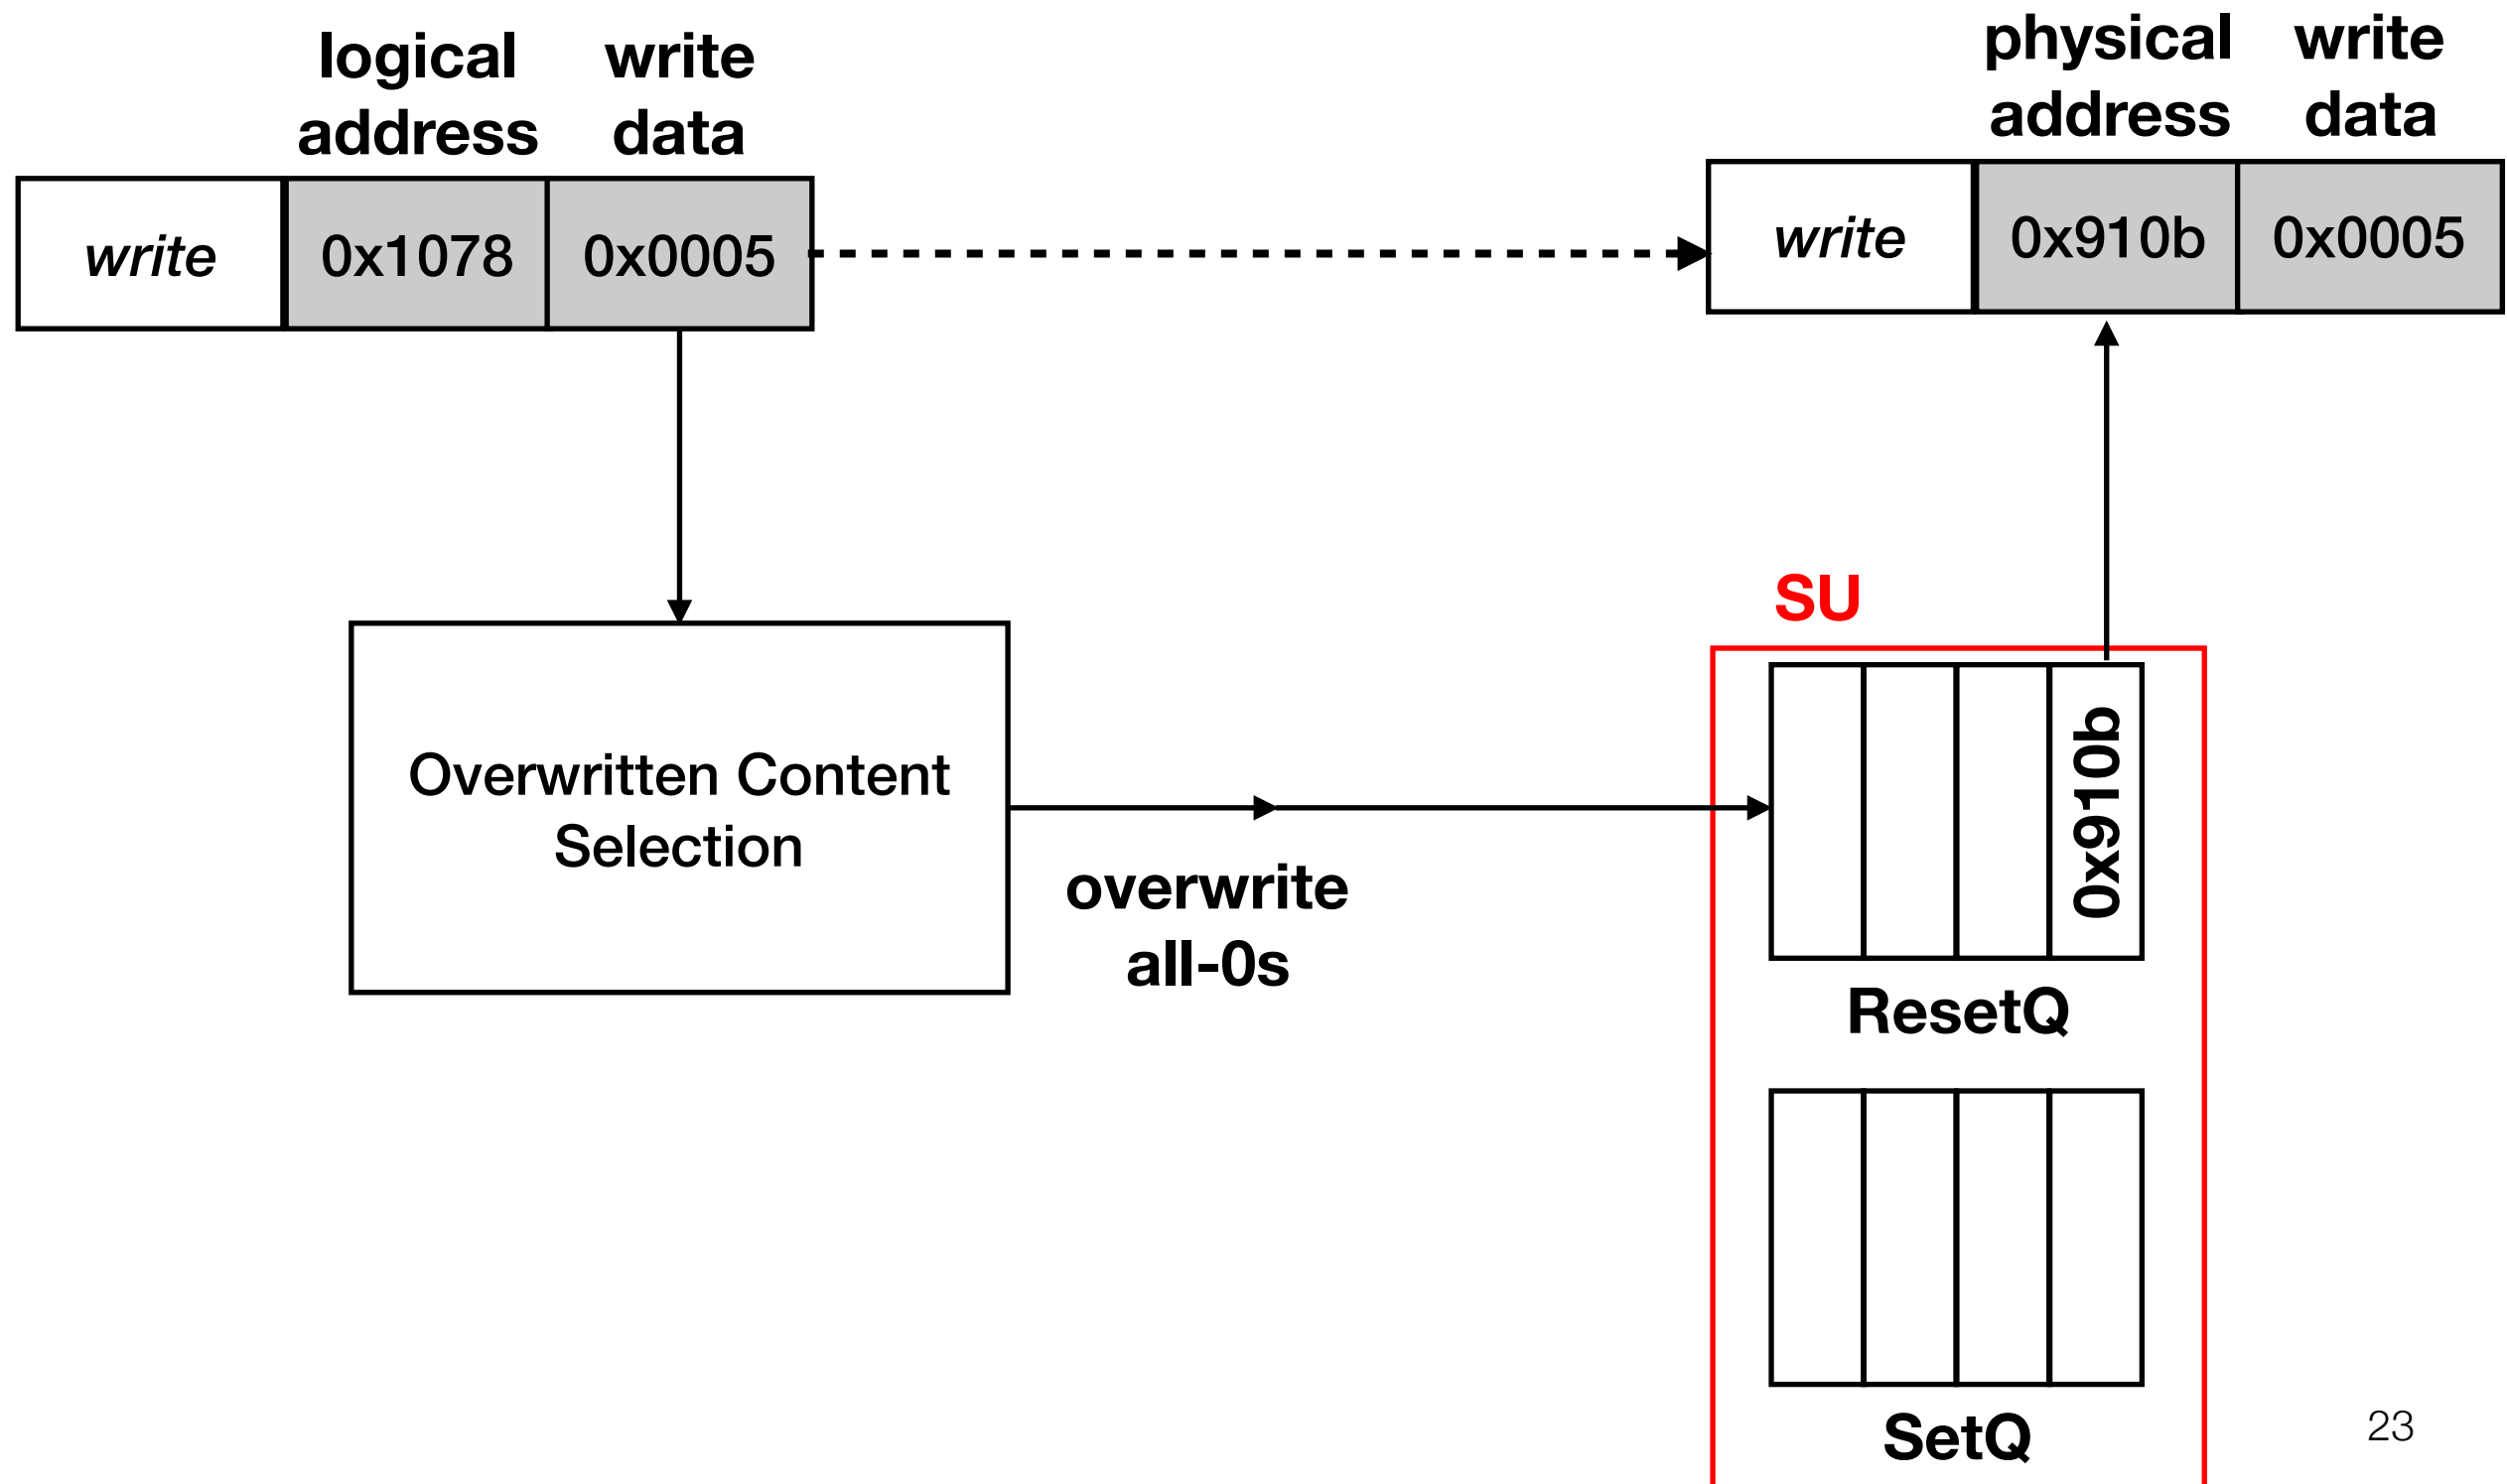 logical address
write data
write
0x1078
0x0005
physical address
write data
write
0x910b
0x0005
Overwritten Content
Selection
overwrite
all-0s
SU
0x910b
ResetQ
SetQ
23